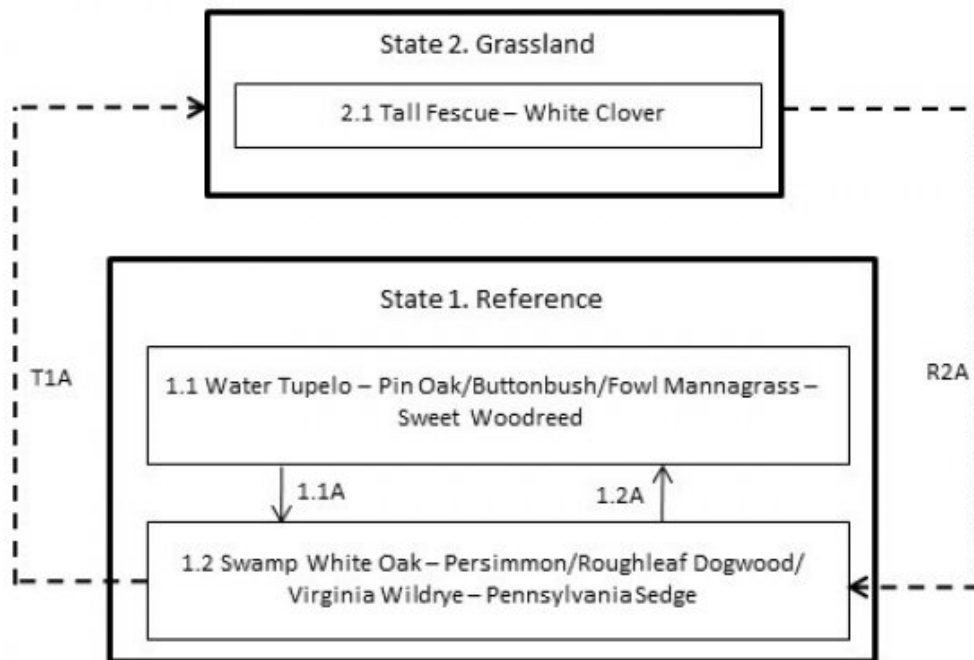 State 2. Grassland
2.1 Tall Fescue – White Clover
State 1. Reference
T1A
R2A
1.1 Water Tupelo – Pin Oak/Buttonbush/Fowl Mannagrass –
Sweet Woodreed
1.1A
1.2A
1.2 Swamp White Oak – Persimmon/Roughleaf Dogwood/
Virginia Wildrye – Pennsylvania Sedge